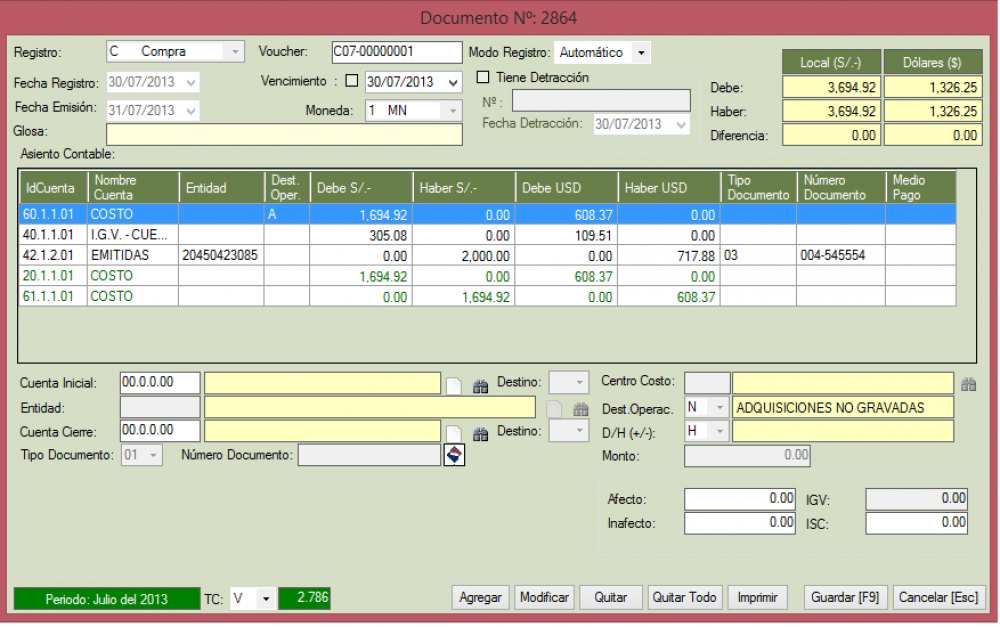 Documento Nº: 2864
Registro: C Compra Voucher: C07-00000001 Modo Registro: Automático
Local (S/.-) Dólares ($)
Fecha Registro: 30/07/2013 Vencimiento : 30/07/2013 Tiene Detracción
Debe: 3,694.92 1,326.25
Nº :
Fecha Emisión: 31/07/2013 Moneda: 1 MN
Haber: 3,694.92 1,326.25
Fecha Detracción: 30/07/2013
Glosa:
Diferencia: 0.00 0.00
Asiento Contable:
IdCuenta Nombre Cuenta Entidad Dest. Oper. Debe S/.- Haber S/.- Debe USD Haber USD Tipo Documento Número Documento Medio Pago
60.1.1.01 COSTO A 1,694.92 0.00 608.37 0.00
40.1.1.01 I.G.V. - CUE... 305.08 0.00 109.51 0.00
42.1.2.01 EMITIDAS 20450423085 0.00 2,000.00 0.00 717.88 03 004-545554
20.1.1.01 COSTO 1,694.92 0.00 608.37 0.00
61.1.1.01 COSTO 0.00 1,694.92 0.00 608.37
Cuenta Inicial: 00.0.0.00 Destino: Centro Costo:
Entidad: Dest.Operac. N ADQUISICIONES NO GRAVADAS
Cuenta Cierre: 00.0.0.00 Destino: D/H (+/-): H
Tipo Documento: 01 Número Documento: Monto: 0.00
Afecto: 0.00 IGV: 0.00
Inafecto: 0.00 ISC: 0.00
Periodo: Julio del 2013 TC: V 2.786 Agregar Modificar Quitar Quitar Todo Imprimir Guardar [F9] Cancelar [Esc]